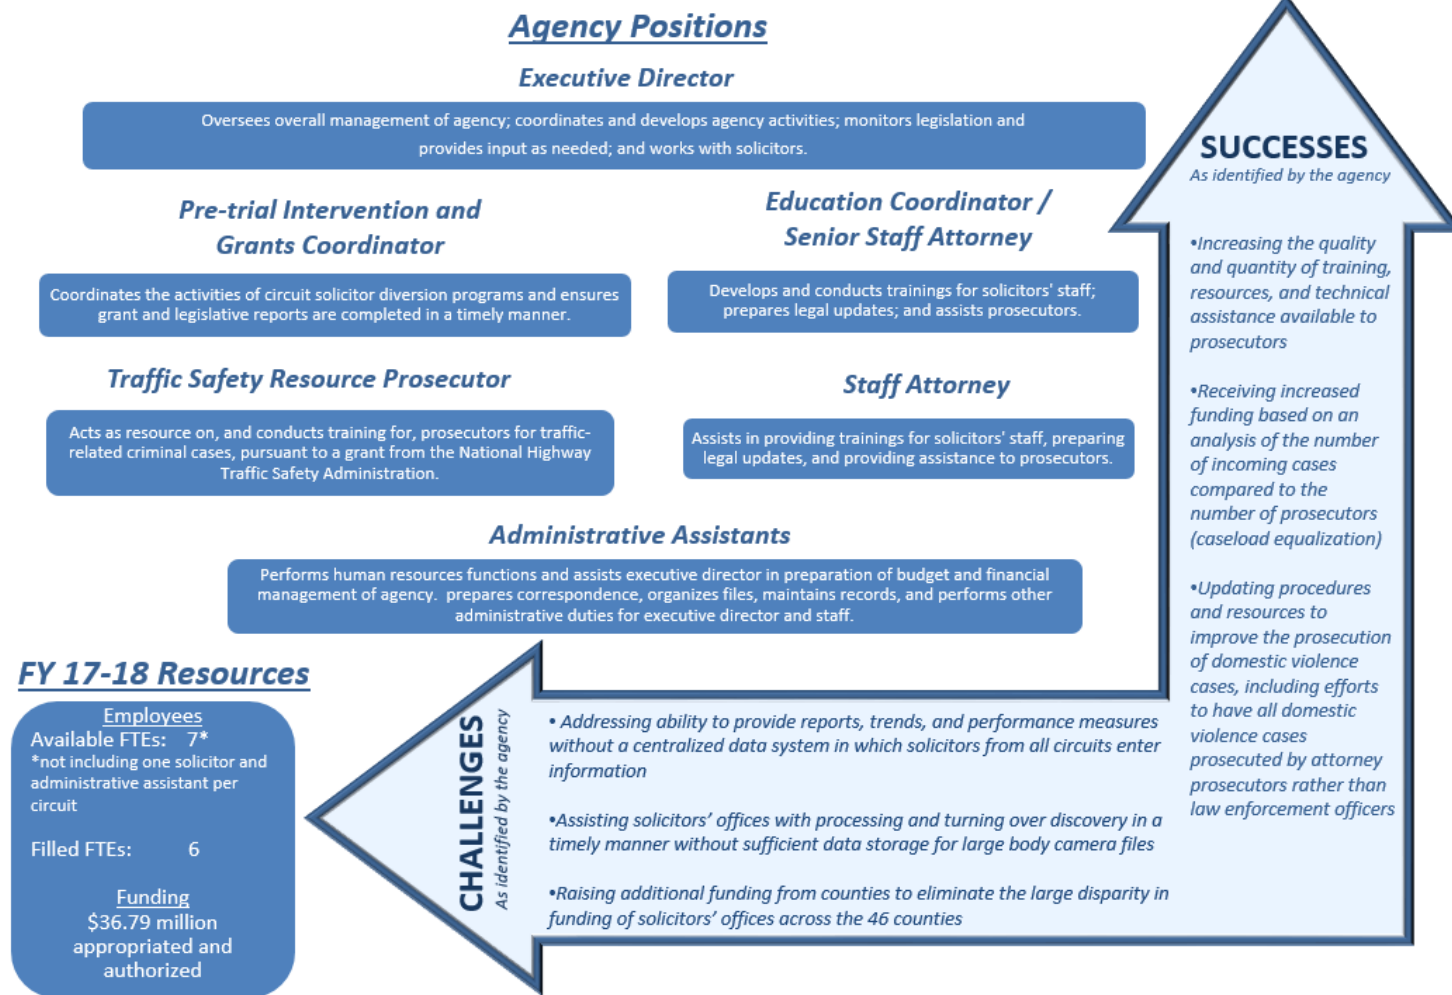 Agency Positions
Executive Director
Oversees overall management of agency; coordinates and develops agency activities; monitors legislation and
provides input as needed; and works with solicitors.
Pre-trial Intervention and
Grants Coordinator
Coordinates the activities of circuit solicitor diversion programs and ensures
grant and legislative reports are completed in a timely manner.
Education Coordinator /
Senior Staff Attorney
Develops and conducts trainings for solicitors' staff;
prepares legal updates; and assists prosecutors.
Traffic Safety Resource Prosecutor
Acts as resource on, and conducts training for, prosecutors for traffic-
related criminal cases, pursuant to a grant from the National Highway
Traffic Safety Administration.
Staff Attorney
Assists in providing trainings for solicitors' staff, preparing
legal updates, and providing assistance to prosecutors.
Administrative Assistants
Performs human resources functions and assists executive director in preparation of budget and financial
management of agency.  prepares correspondence, organizes files, maintains records, and performs other
administrative duties for executive director and staff.
SUCCESSES
As identified by the agency
•Increasing the quality
and quantity of training,
resources, and technical
assistance available to
prosecutors
•Receiving increased
funding based on an
analysis of the number
of incoming cases
compared to the
number of prosecutors
(caseload equalization)
•Updating procedures
and resources to
improve the prosecution
of domestic violence
cases, including efforts
to have all domestic
violence cases
prosecuted by attorney
prosecutors rather than
law enforcement officers
FY 17-18 Resources
Employees
Available FTEs: 7*
*not including one solicitor and
administrative assistant per
circuit
Filled FTEs: 6
Funding
$36.79 million
appropriated and
authorized
CHALLENGES
As identified by the agency
• Addressing ability to provide reports, trends, and performance measures
without a centralized data system in which solicitors from all circuits enter
information
•Assisting solicitors’ offices with processing and turning over discovery in a
timely manner without sufficient data storage for large body camera files
•Raising additional funding from counties to eliminate the large disparity in
funding of solicitors’ offices across the 46 counties